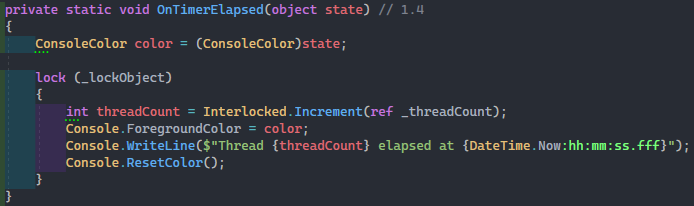 private static void OnTimerElapsed(object state) // 1.4
{
    ConsoleColor color = (ConsoleColor)state;

    lock (_lockObject)
    {
        int threadCount = Interlocked.Increment(ref _threadCount);
        Console.ForegroundColor = color;
        Console.WriteLine($"Thread {threadCount} elapsed at {DateTime.Now:hh:mm:ss.fff}");
        Console.ResetColor();
    }
}